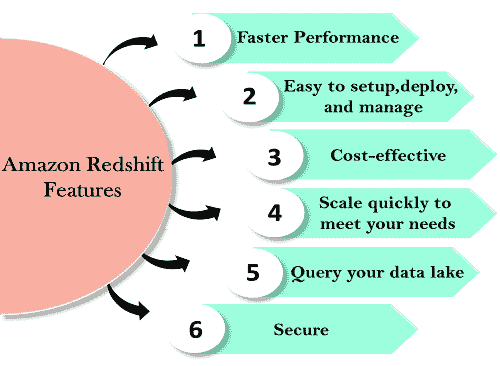 Amazon Redshift
Features
1
Faster Performance
2
Easy to setup,deploy,
and manage
3
Cost-effective
4
Scale quickly to
meet your needs
5
Query your data lake
6
Secure